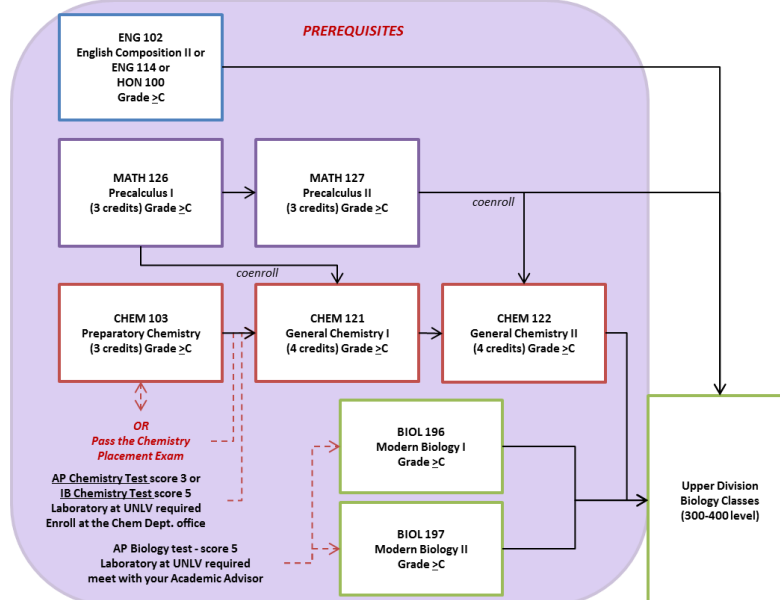 PREREQUISITES
ENG 102
English Composition II or
ENG 114 or
HON 100
Grade >C
MATH 126
Precalculus I
(3 credits) Grade >C
MATH 127
Precalculus II
(3 credits) Grade >C
coenroll
coenroll
CHEM 103
Preparatory Chemistry
(3 credits) Grade >C
CHEM 121
General Chemistry I
(4 credits) Grade >C
CHEM 122
General Chemistry II
(4 credits) Grade >C
OR
Pass the Chemistry
Placement Exam
AP Chemistry Test score 3 or
IB Chemistry Test score 5
Laboratory at UNLV required
Enroll at the Chem Dept. office
AP Biology test - score 5
Laboratory at UNLV required
meet with your Academic Advisor
BIOL 196
Modern Biology I
Grade >C
BIOL 197
Modern Biology II
Grade >C
Upper Division
Biology Classes
(300-400 level)